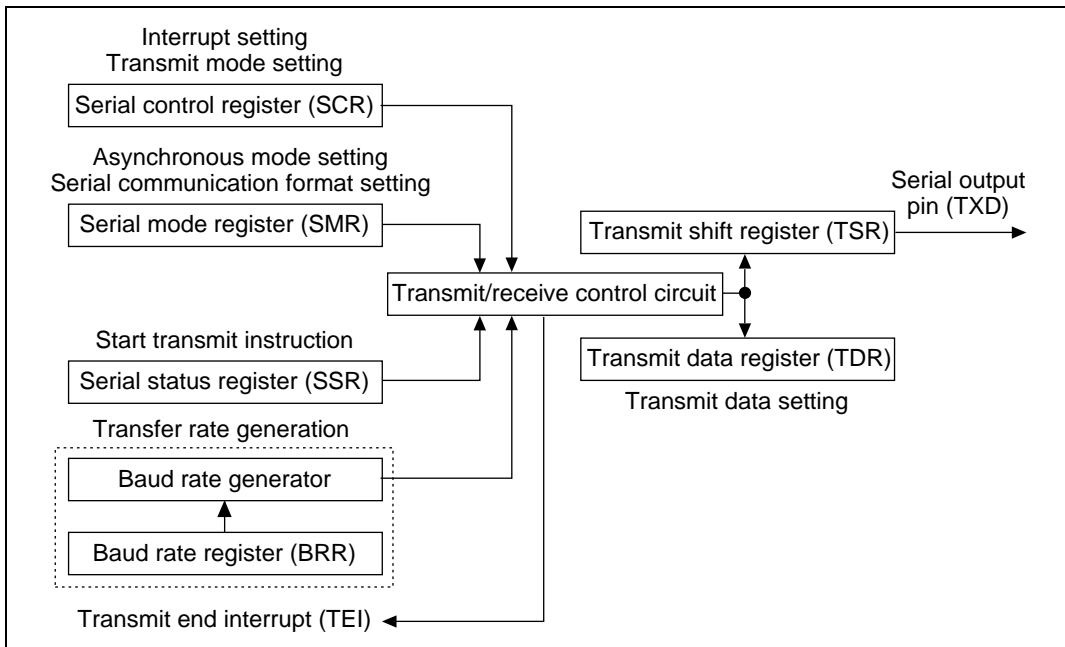 Interrupt setting
Transmit mode setting
Serial control register (SCR)
Asynchronous mode setting
Serial communication format setting
Serial mode register (SMR)
Transmit/receive control circuit
Start transmit instruction
Serial status register (SSR)
Transfer rate generation
Baud rate generator
Baud rate register (BRR)
Transmit end interrupt (TEI)
Serial output
pin (TXD)
Transmit shift register (TSR)
Transmit data register (TDR)
Transmit data setting